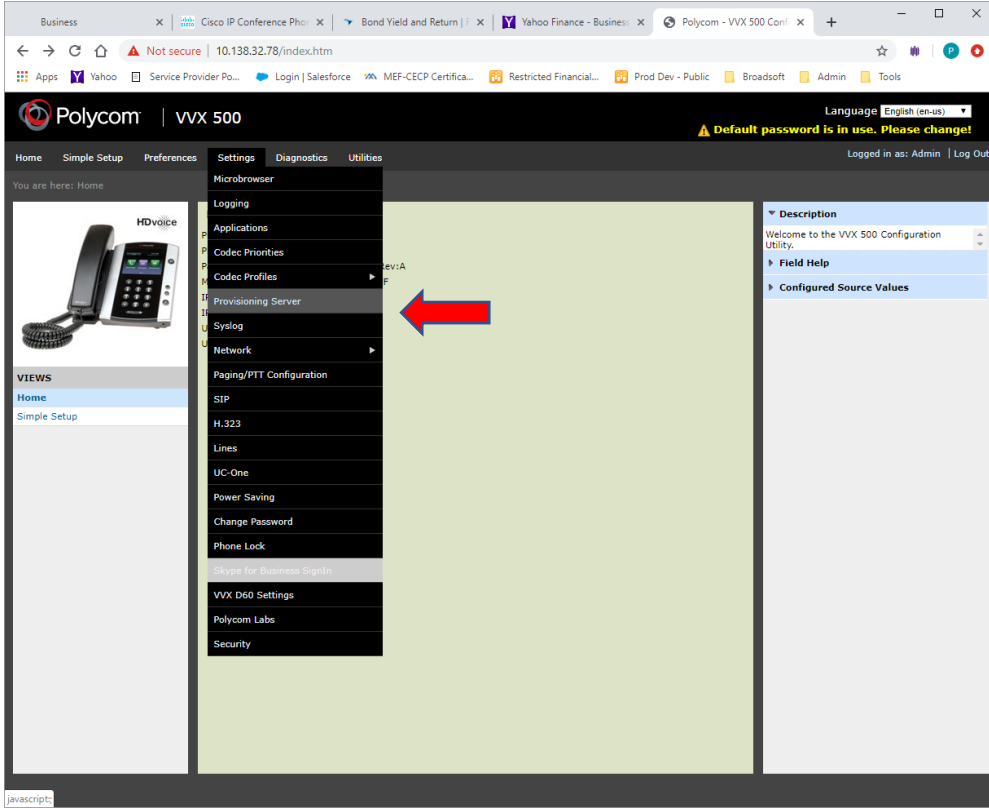 Business
Cisco IP Conference Phon
Bond Yield and Return | F
Yahoo Finance - Business
Polycom - VVX 500 Confi
Not secure | 10.138.32.78/index.htm
P
Apps
Yahoo
Service Provider Po...
Login | Salesforce
MEF-CECP Certifica...
Restricted Financial...
Prod Dev - Public
Broadsoft
Admin
Tools
Polycom | VVX 500
Language English (en-us)
Default password is in use. Please change!
Home Simple Setup Preferences Settings Diagnostics Utilities
Logged in as: Admin | Log Out
You are here: Home
HDvoice
VIEWS
Home
Simple Setup
Microbrowser
Logging
Applications
Codec Priorities
Codec Profiles
Provisioning Server
Syslog
Network
Paging/PTT Configuration
SIP
H.323
Lines
UC-One
Power Saving
Change Password
Phone Lock
Skype for Business SignIn
VVX D60 Settings
Polycom Labs
Security
Rev:A
F
Description
Welcome to the VVX 500 Configuration
Utility.
Field Help
Configured Source Values
javascript:;